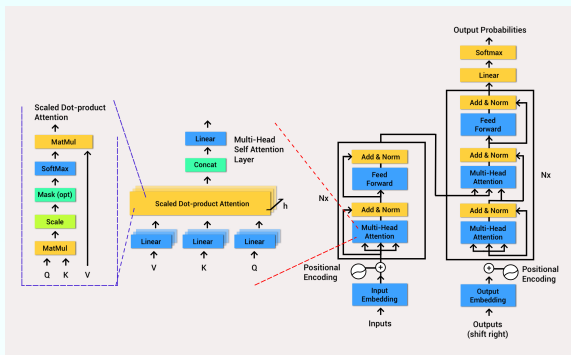 Scaled Dot-product
Attention
MatMul
SoftMax
Mask (opt)
Scale
MatMul
Q K V
Linear
Multi-Head
Self Attention
Layer
Concat
Scaled Dot-product Attention
h
Linear
Linear
Linear
V K Q
Add & Norm
Feed
Forward
Nx
Add & Norm
Multi-Head
Attention
Positional
Encoding
Input
Embedding
Inputs
Output Probabilities
Softmax
Linear
Add & Norm
Feed
Forward
Add & Norm
Multi-Head
Attention
Nx
Add & Norm
Multi-Head
Attention
Positional
Encoding
Output
Embedding
Outputs
(shift right)